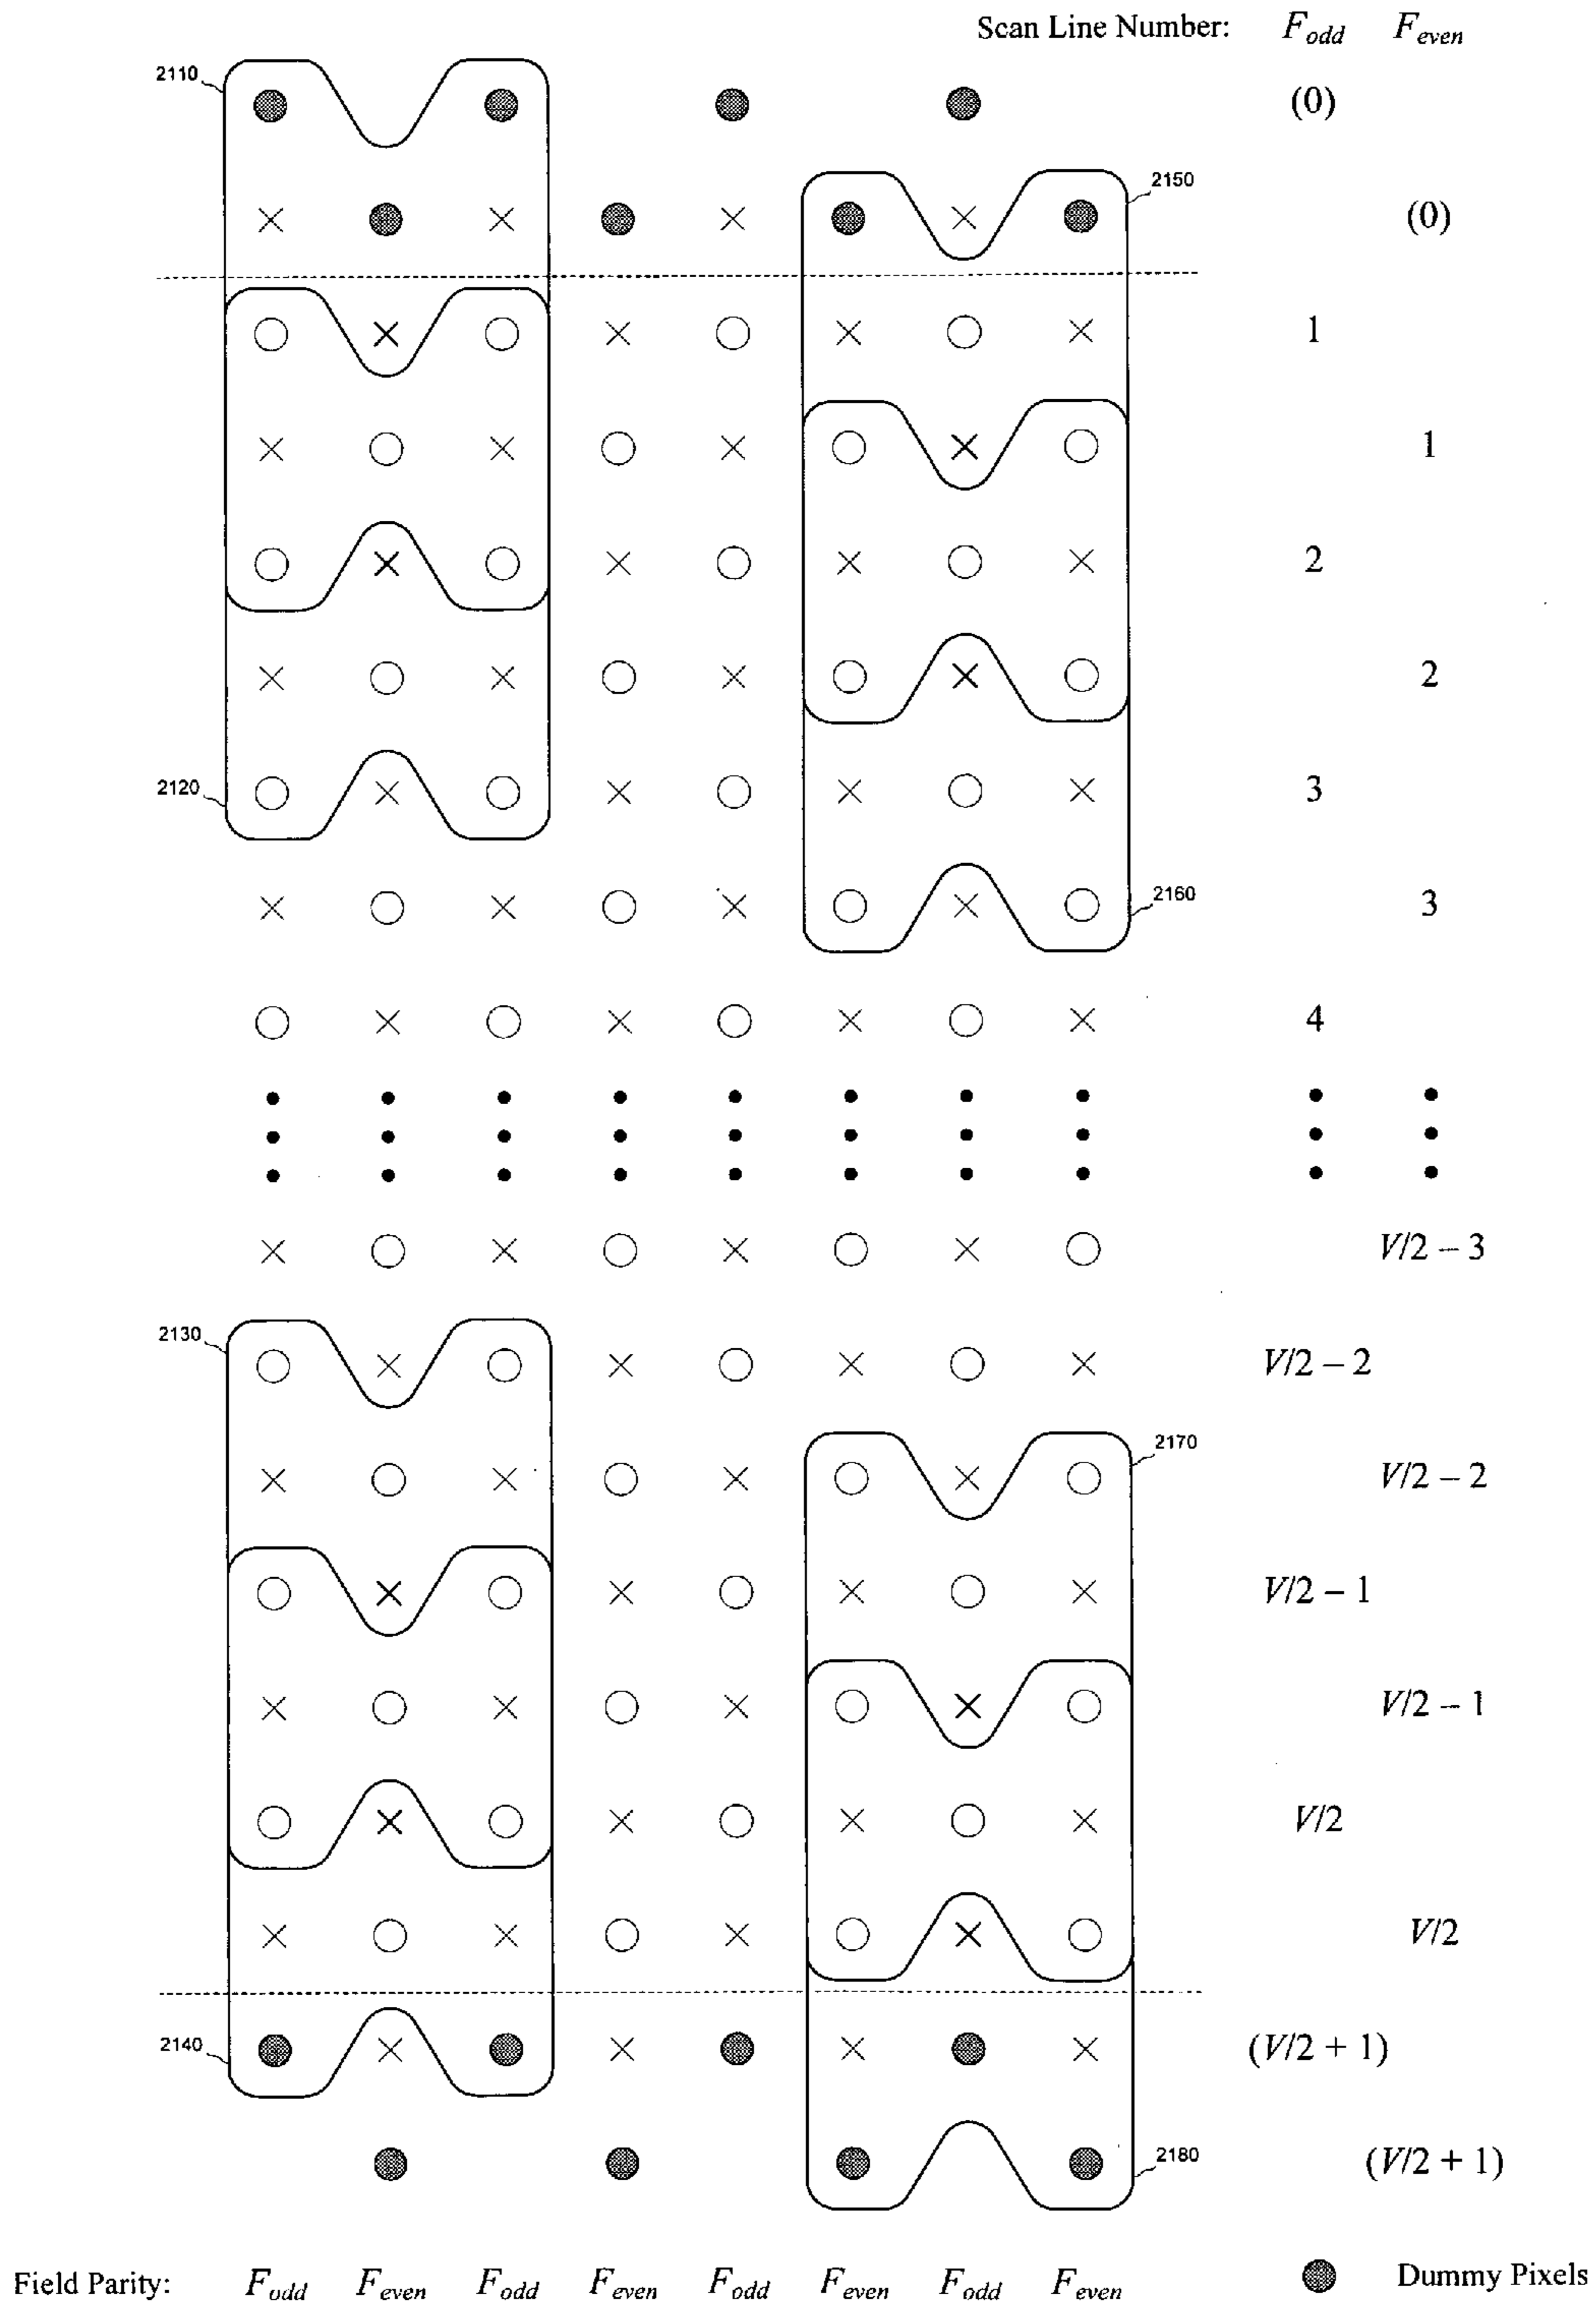 Scan Line Number: F_odd F_even
2110
(0)
2150
(0)
1
1
2
2
2120
3
2160
3
4
V/2 – 3
2130
V/2 – 2
2170
V/2 – 2
V/2 – 1
V/2 – 1
V/2
V/2
2140
(V/2 + 1)
2180
(V/2 + 1)
Field Parity: F_odd F_even F_odd F_even F_odd F_even F_odd F_even Dummy Pixels